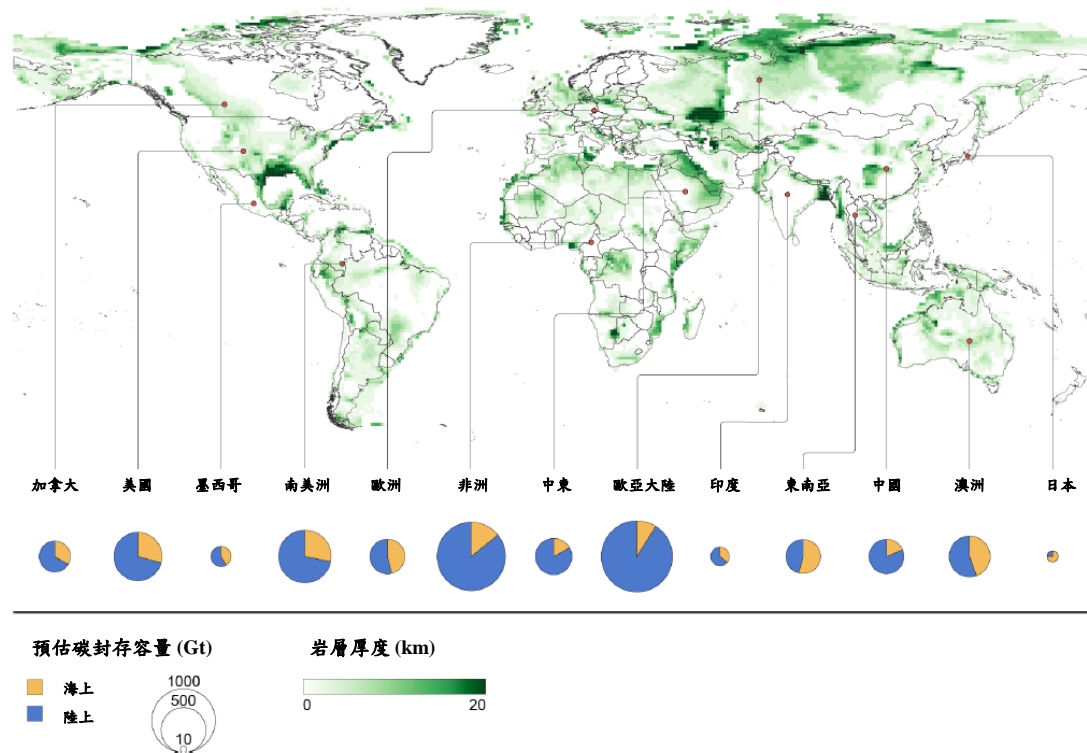 加拿大 美國 墨西哥 南美洲 歐洲 非洲 中東 歐亞大陸 印度 東南亞 中國 澳洲 日本
預估碳封存容量 (Gt)
海上
陸上
1000
500
10
岩層厚度 (km)
0 20